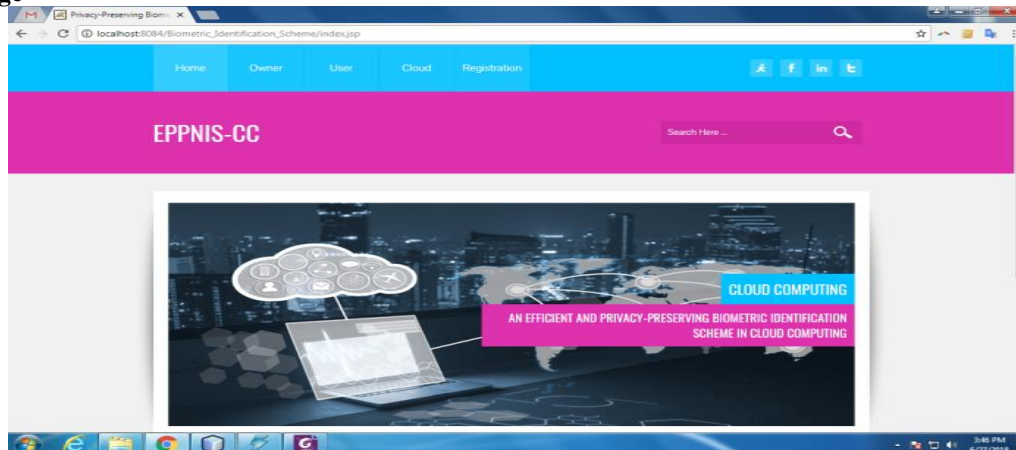 ge
Privacy-Preserving Biom
localhost:8084/Biometric_Identification_Scheme/index.jsp
Home Owner User Cloud Registration
EPPNIS-CC
Search Here ...
CLOUD COMPUTING
AN EFFICIENT AND PRIVACY-PRESERVING BIOMETRIC IDENTIFICATION
SCHEME IN CLOUD COMPUTING
3:46 PM